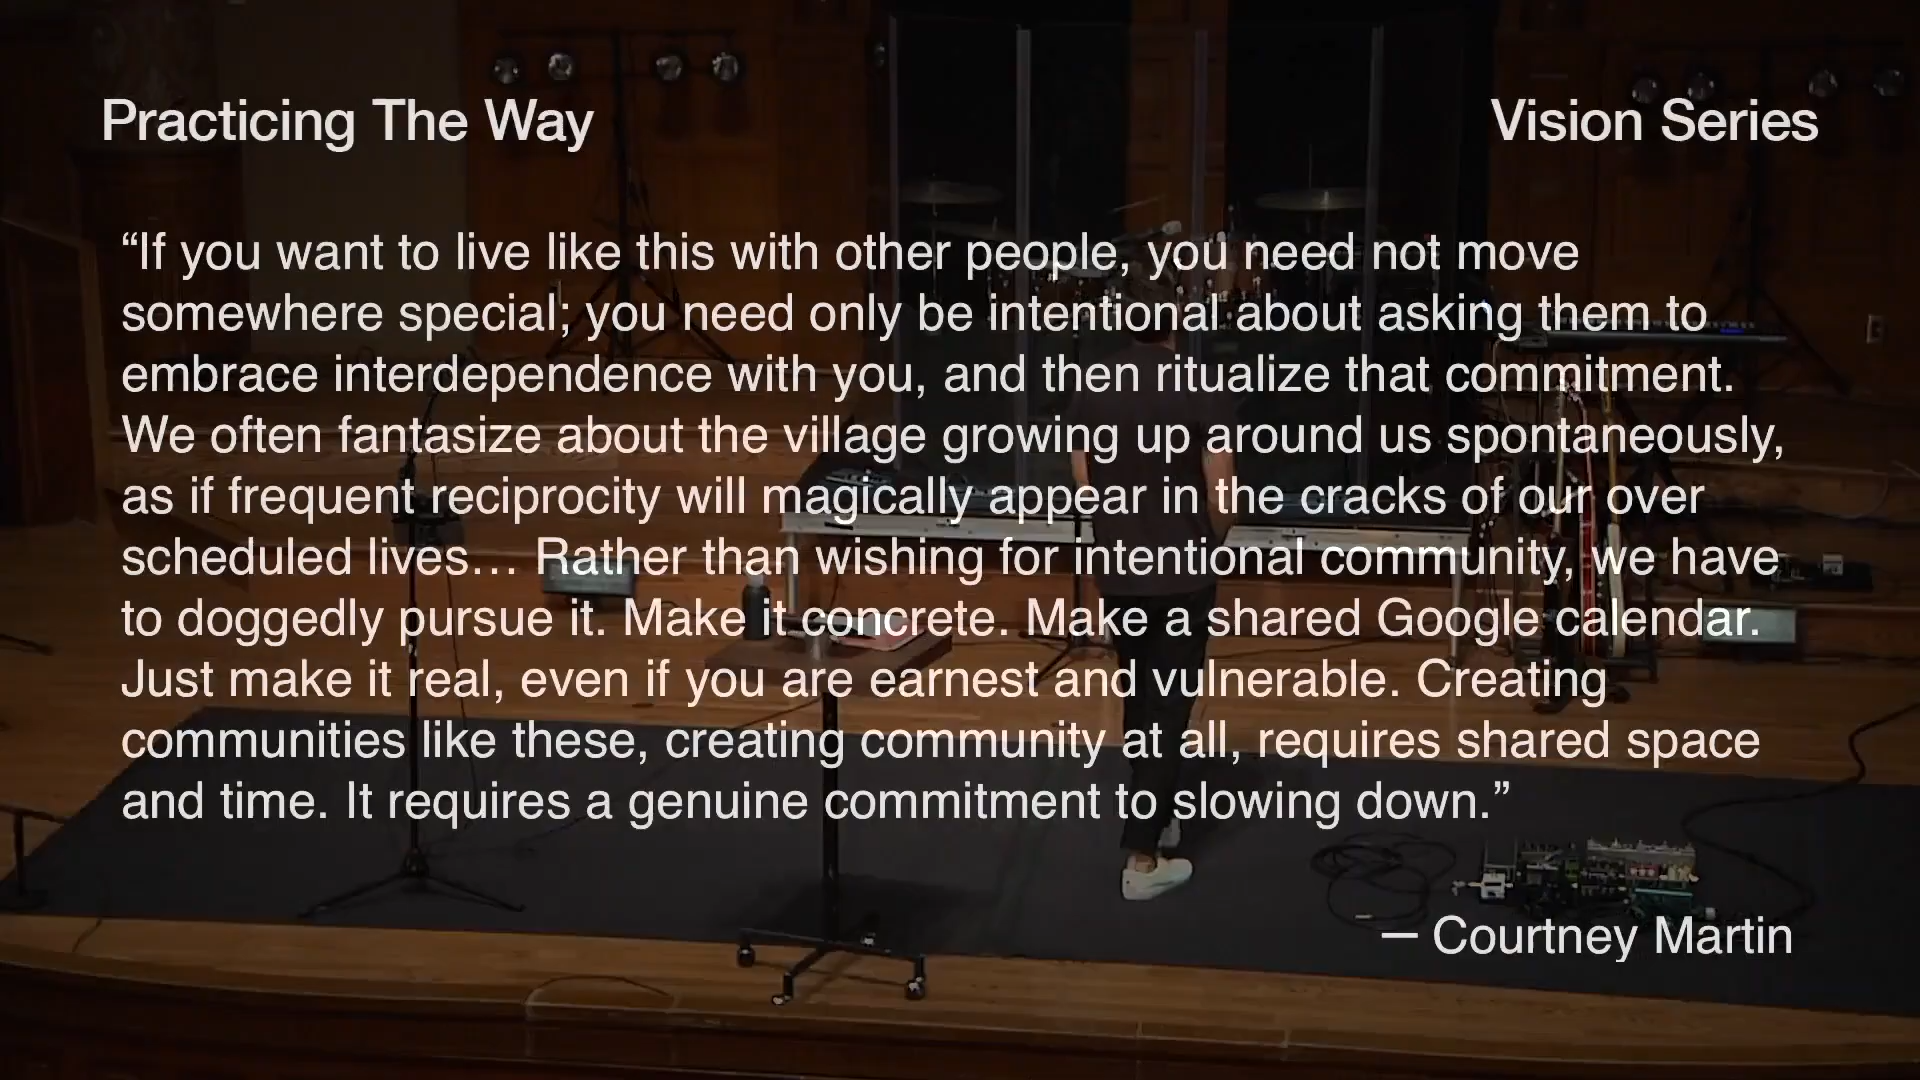 Practicing The Way
Vision Series
“If you want to live like this with other people, you need not move
somewhere special; you need only be intentional about asking them to
embrace interdependence with you, and then ritualize that commitment.
We often fantasize about the village growing up around us spontaneously,
as if frequent reciprocity will magically appear in the cracks of our over
scheduled lives… Rather than wishing for intentional community, we have
to doggedly pursue it. Make it concrete. Make a shared Google calendar.
Just make it real, even if you are earnest and vulnerable. Creating
communities like these, creating community at all, requires shared space
and time. It requires a genuine commitment to slowing down.”
— Courtney Martin